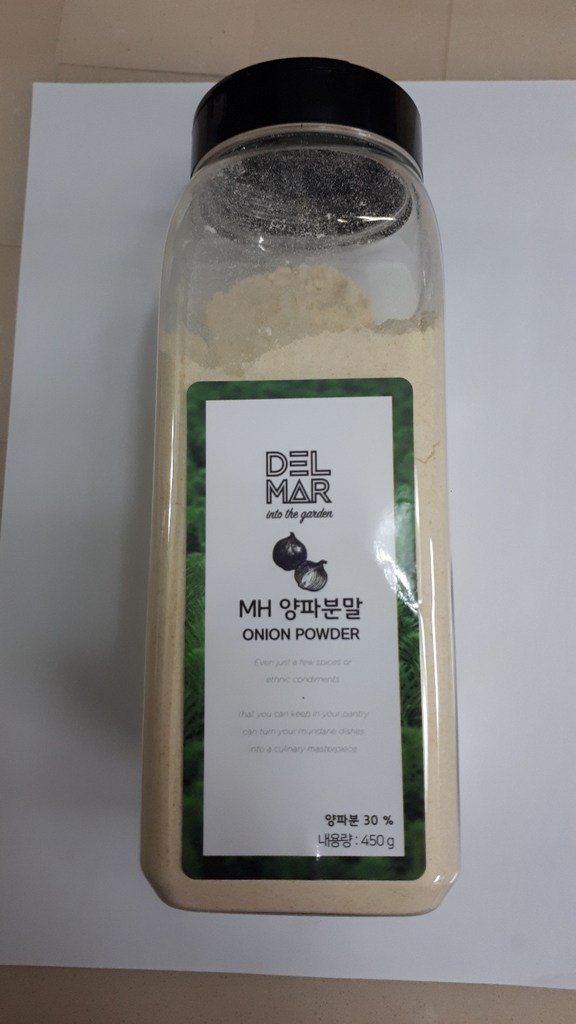 DEL
MAR
into the garden
MH 양파분말
ONION POWDER
Even just a few spices or
ethnic condiments
that you can keep in your pantry
can turn your mundane dishes
into a culinary masterpiece
양파분 30 %
내용량 : 450 g